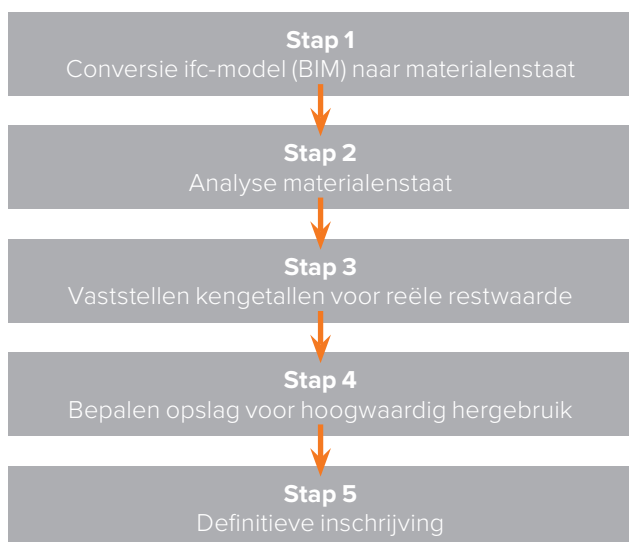 Stap 1
Conversie ifc-model (BIM) naar materialenstaat
Stap 2
Analyse materialenstaat
Stap 3
Vaststellen kengetallen voor reële restwaarde
Stap 4
Bepalen opslag voor hoogwaardig hergebruik
Stap 5
Definitieve inschrijving